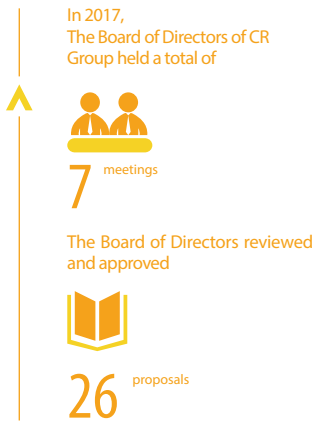 In 2017,
The Board of Directors of CR
Group held a total of
7 meetings
The Board of Directors reviewed
and approved
26 proposals